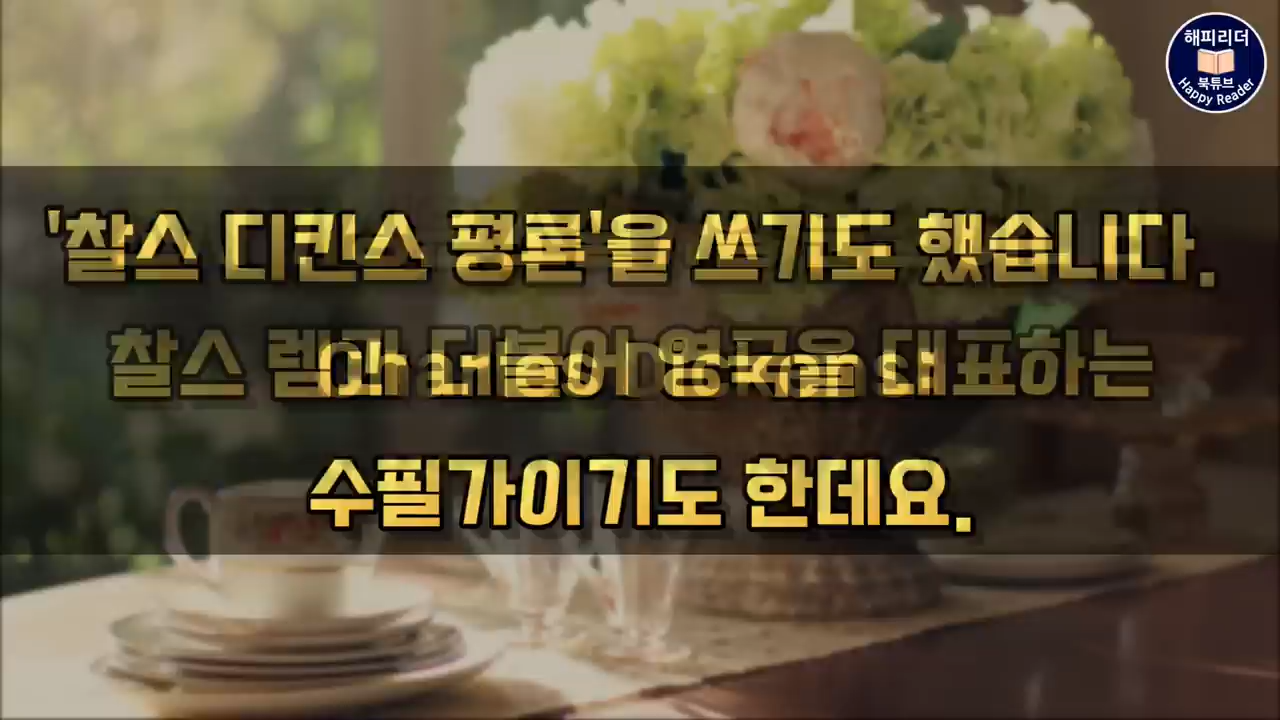 해피리더
북튜브
Happy Reader
'찰스 디킨스 평론'을 쓰기도 했습니다.
찰스 램과 더불어 영국을 대표하는
Charles Dickens
수필가이기도 한데요.